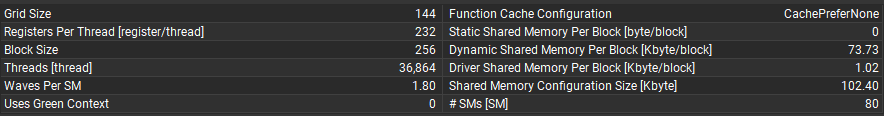 Grid Size 144 Function Cache Configuration CachePreferNone
Registers Per Thread [register/thread] 232 Static Shared Memory Per Block [byte/block] 0
Block Size 256 Dynamic Shared Memory Per Block [Kbyte/block] 73.73
Threads [thread] 36,864 Driver Shared Memory Per Block [Kbyte/block] 1.02
Waves Per SM 1.80 Shared Memory Configuration Size [Kbyte] 102.40
Uses Green Context 0 # SMs [SM] 80